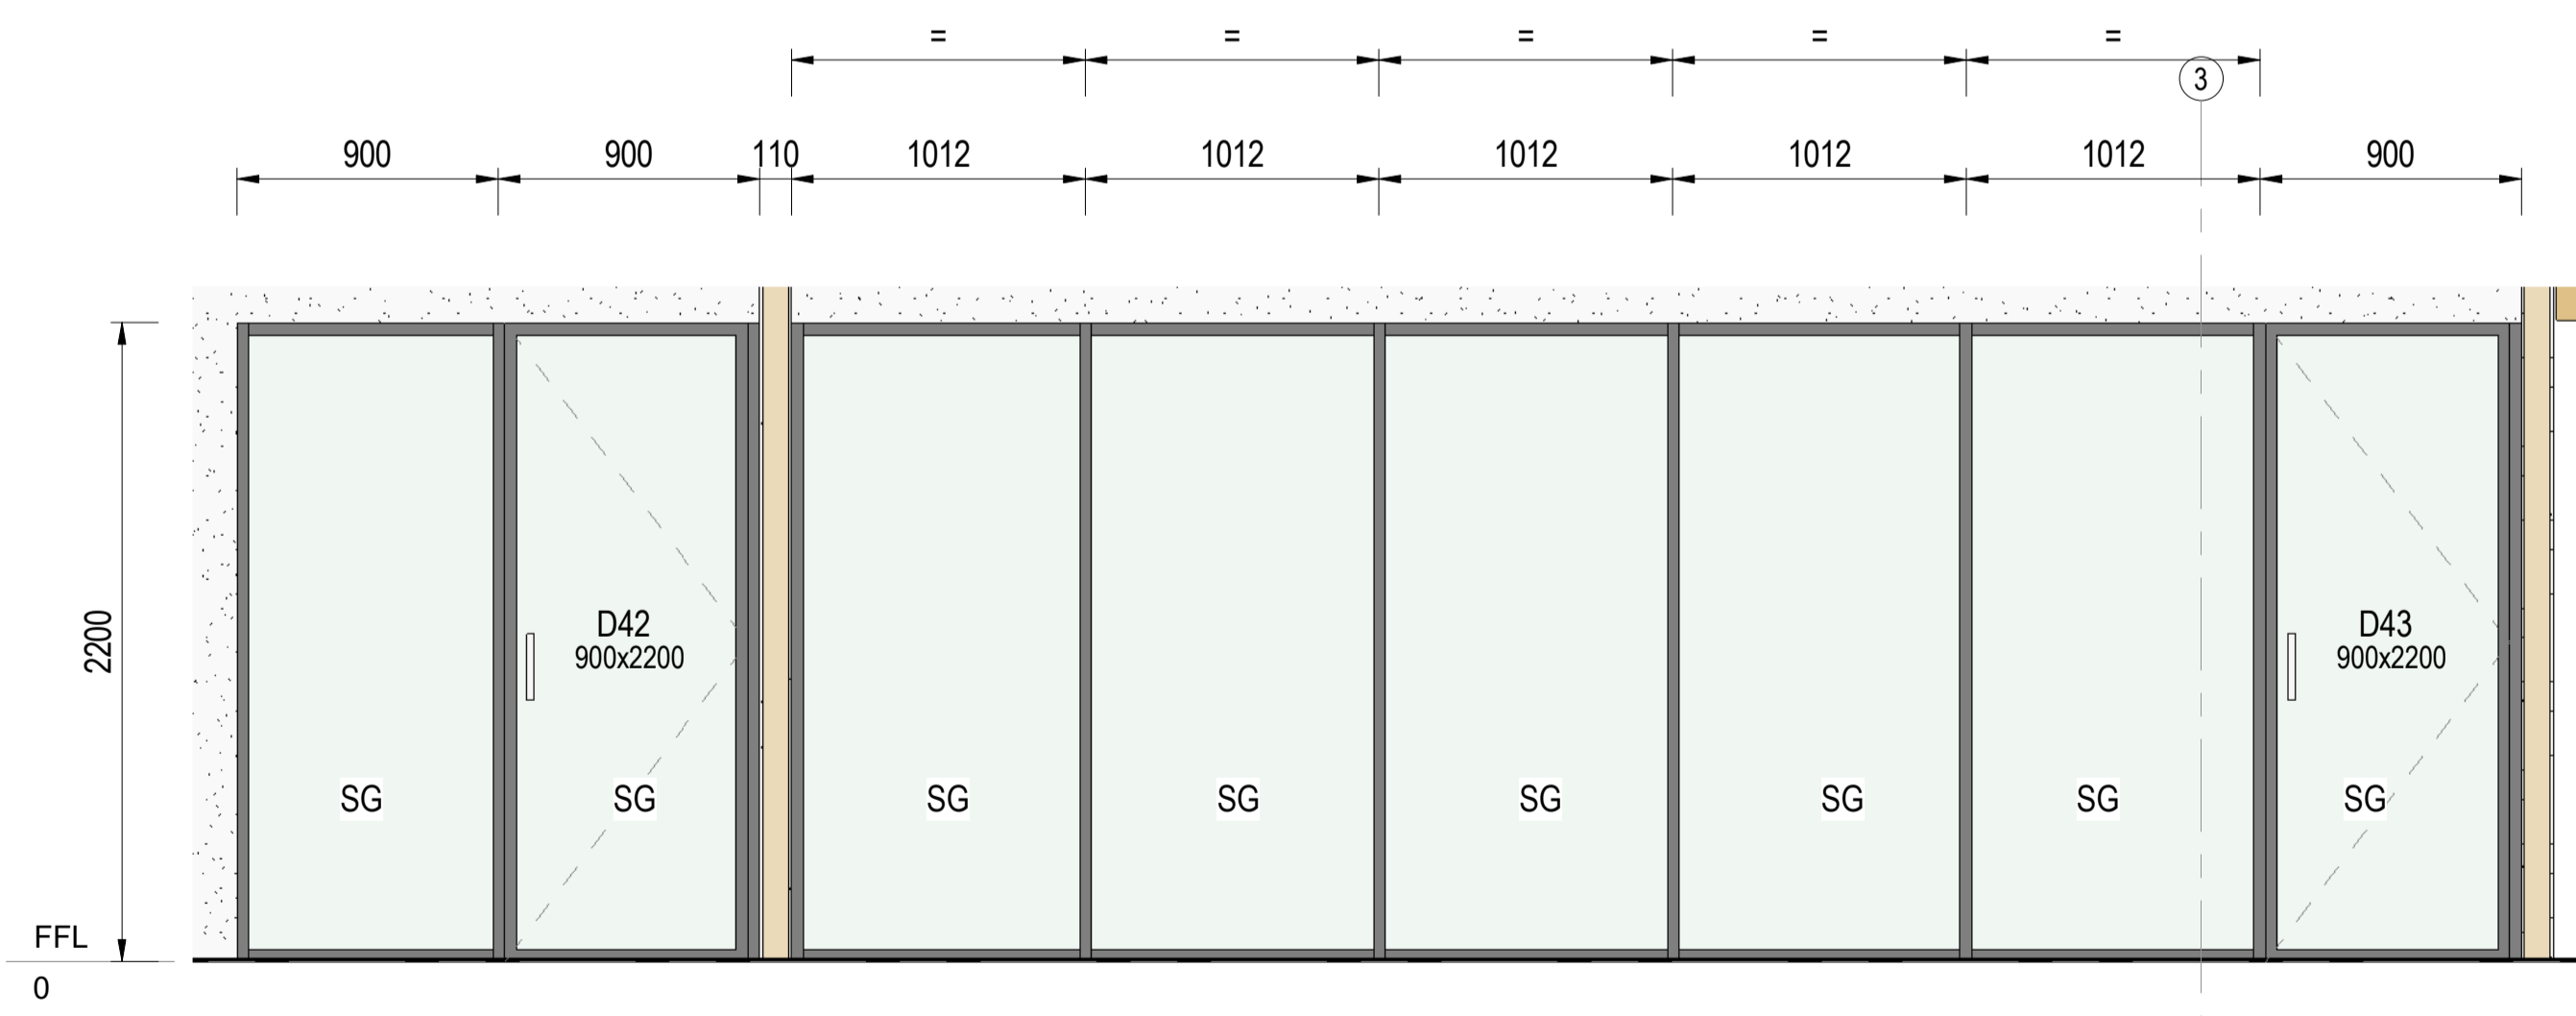 = = = = =
3
900 900 110 1012 1012 1012 1012 1012 900
2200
D42
900x2200
D43
900x2200
SG SG SG SG SG SG SG SG
FFL
0